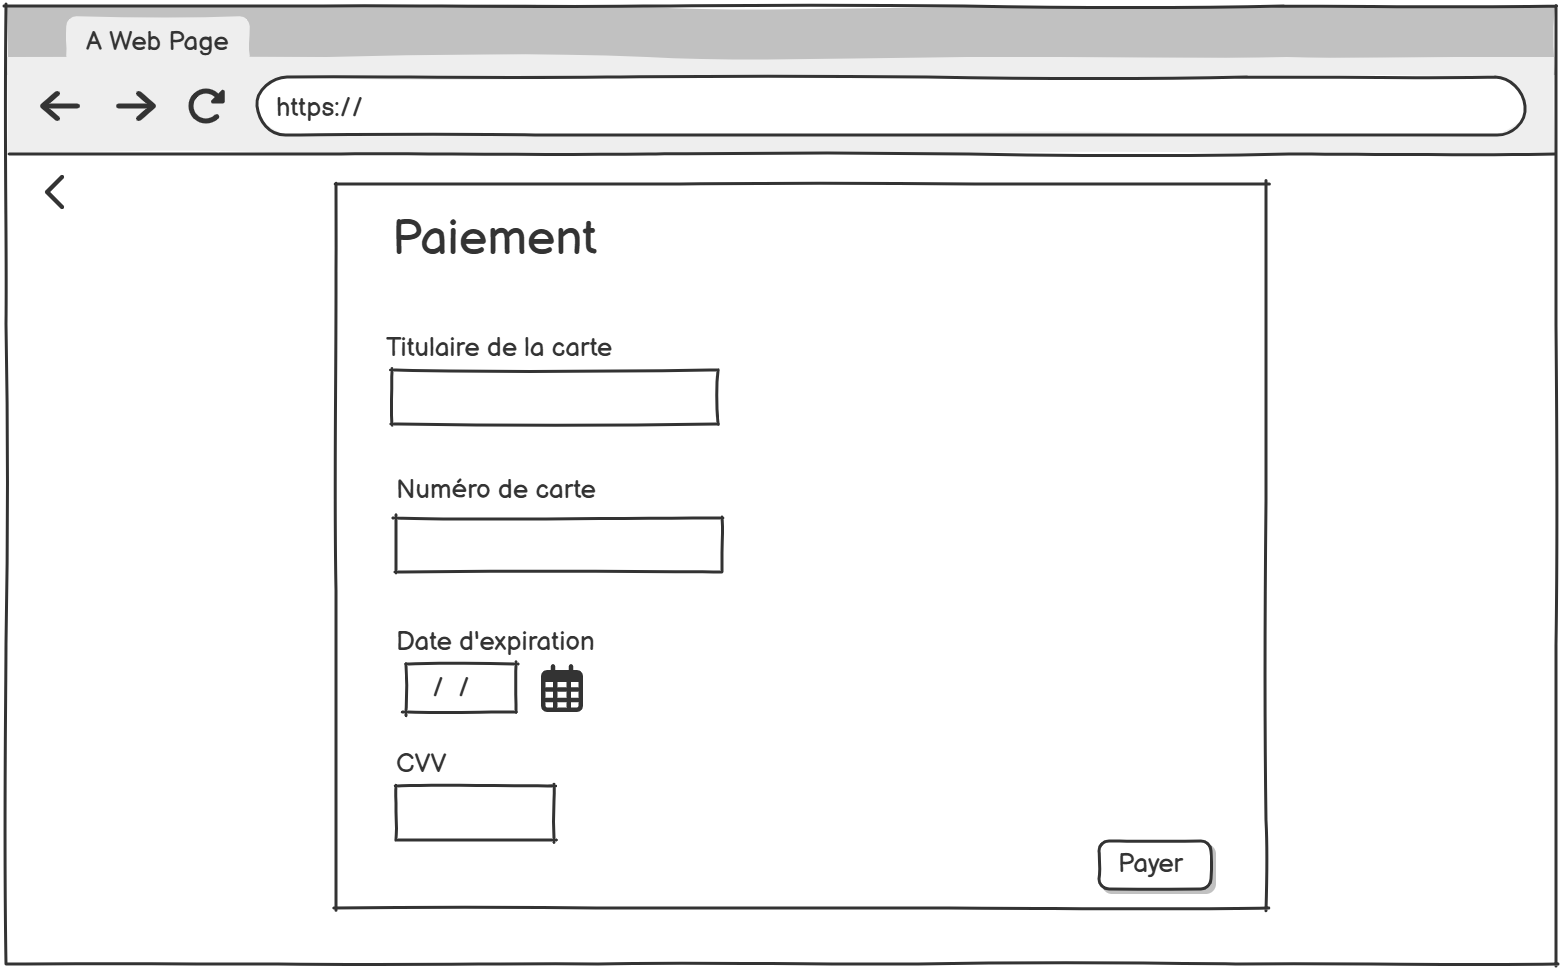 A Web Page
https://
Paiement
Titulaire de la carte
Numéro de carte
Date d'expiration
/ /
CVV
Payer